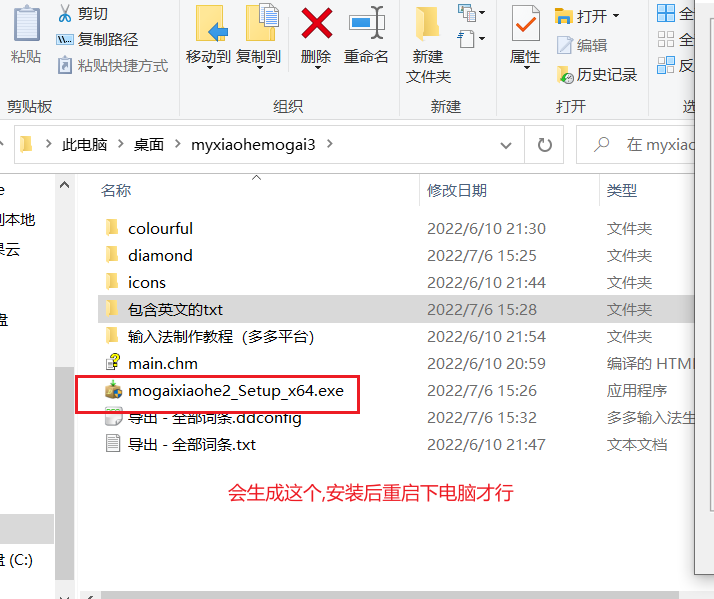 剪切
复制路径
粘贴
粘贴快捷方式
剪贴板
移动到 复制到
删除
重命名
组织
新建
文件夹
新建
属性
打开
编辑
历史记录
打开
全
全
反
选
此电脑 桌面 myxiaohemogai3
在 myxiao
e
本地
云
盘
(C:)
名称 修改日期 类型
colourful 2022/6/10 21:30 文件夹
diamond 2022/7/6 15:25 文件夹
icons 2022/6/10 21:44 文件夹
包含英文的txt 2022/7/6 15:28 文件夹
输入法制作教程（多多平台） 2022/6/10 21:54 文件夹
main.chm 2022/6/10 20:59 编译的 HTM
mogaixiaohe2_Setup_x64.exe 2022/7/6 15:26 应用程序
导出 - 全部词条.ddconfig 2022/7/6 15:32 多多输入法生
导出 - 全部词条.txt 2022/6/10 21:47 文本文档
会生成这个,安装后重启下电脑才行